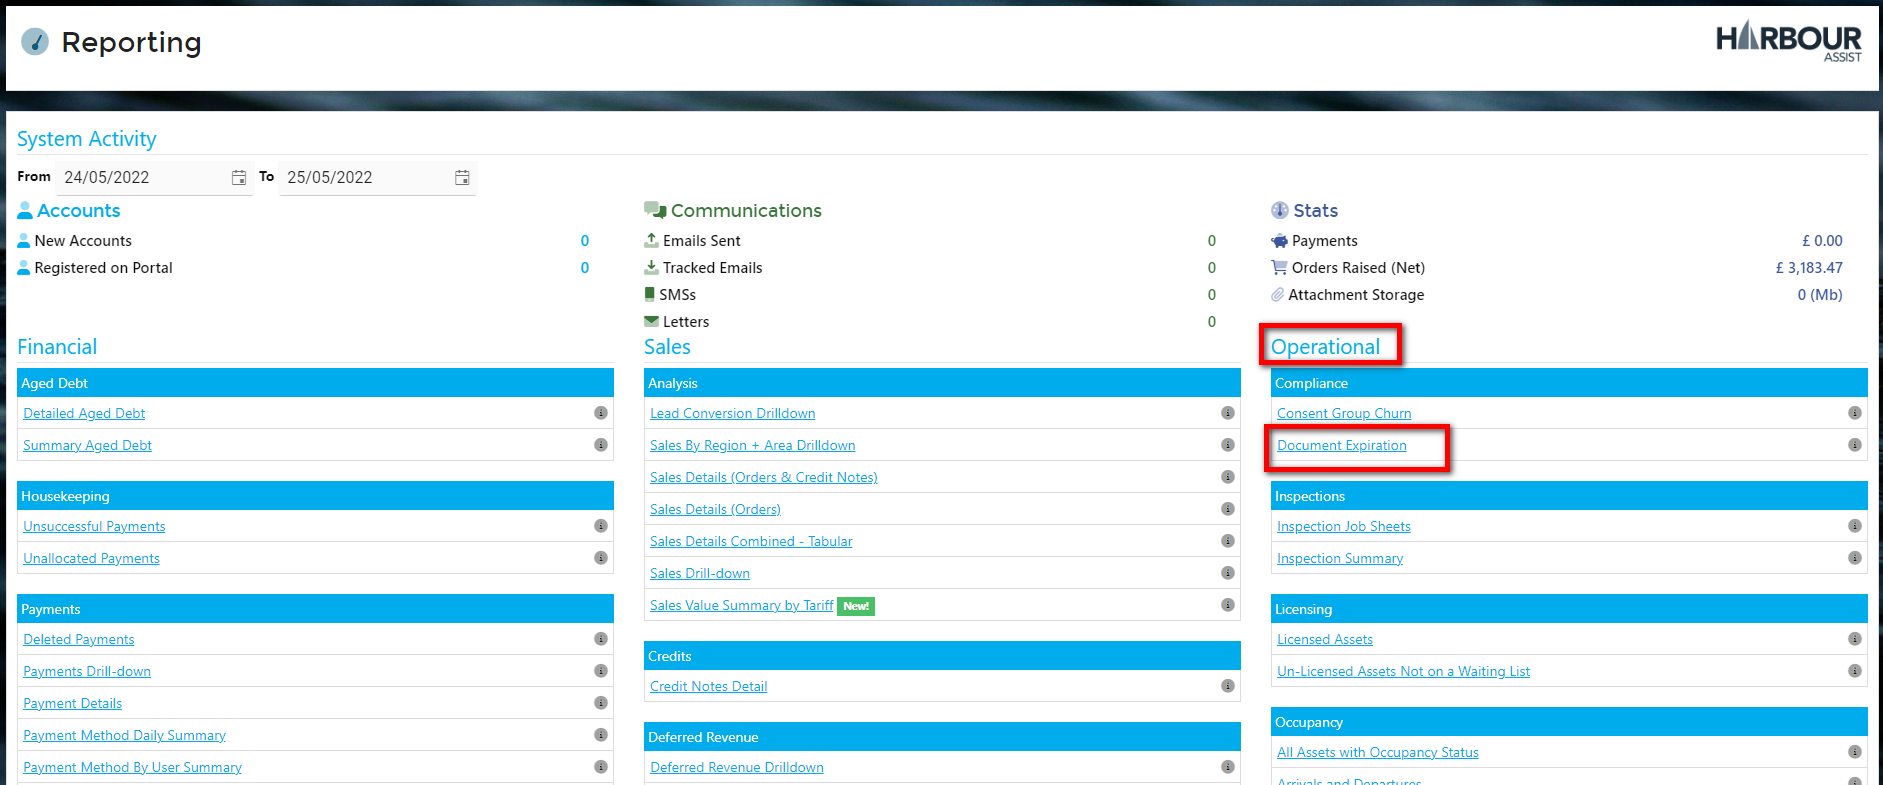 Reporting
HARBOUR
ASSIST
System Activity
From 24/05/2022 To 25/05/2022
Accounts
New Accounts 0
Registered on Portal 0
Communications
Emails Sent 0
Tracked Emails 0
SMSs 0
Letters 0
Stats
Payments £ 0.00
Orders Raised (Net) £ 3,183.47
Attachment Storage 0 (Mb)
Financial
Aged Debt
Detailed Aged Debt
Summary Aged Debt
Housekeeping
Unsuccessful Payments
Unallocated Payments
Payments
Deleted Payments
Payments Drill-down
Payment Details
Payment Method Daily Summary
Payment Method By User Summary
Sales
Analysis
Lead Conversion Drilldown
Sales By Region + Area Drilldown
Sales Details (Orders & Credit Notes)
Sales Details (Orders)
Sales Details Combined - Tabular
Sales Drill-down
Sales Value Summary by Tariff New!
Credits
Credit Notes Detail
Deferred Revenue
Deferred Revenue Drilldown
Operational
Compliance
Consent Group Churn
Document Expiration
Inspections
Inspection Job Sheets
Inspection Summary
Licensing
Licensed Assets
Un-Licensed Assets Not on a Waiting List
Occupancy
All Assets with Occupancy Status
Arrivals and Departures